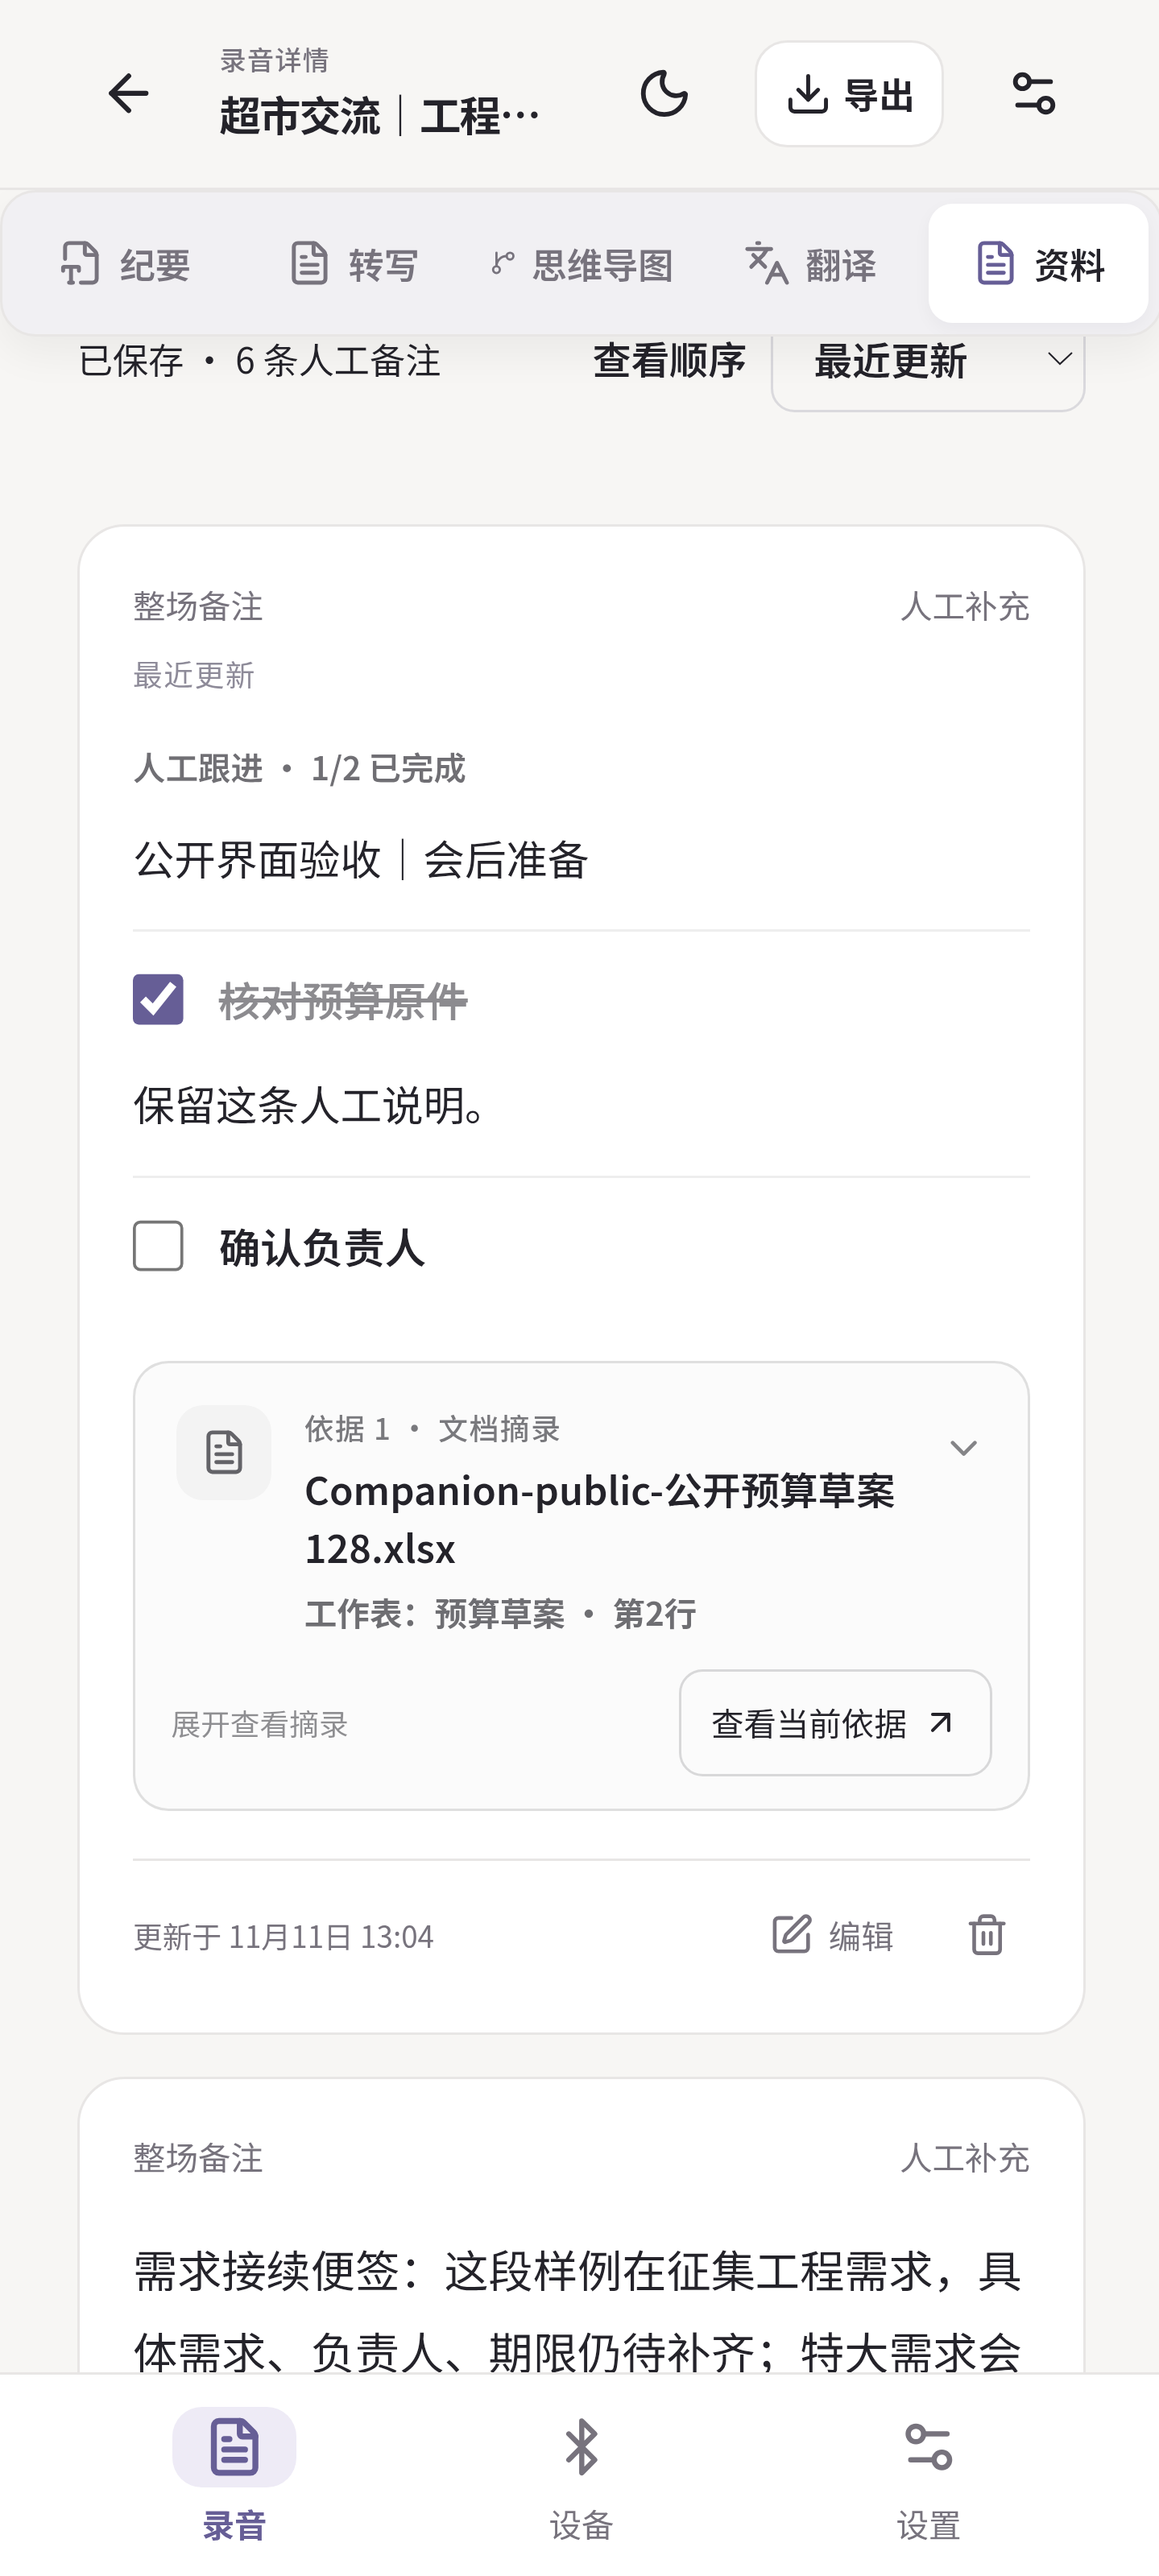 录音详情
超市交流｜工程…
导出
纪要
转写
思维导图
翻译
资料
已保存 · 6 条人工备注
查看顺序
最近更新
整场备注
人工补充
最近更新
人工跟进 · 1/2 已完成
公开界面验收｜会后准备
核对预算原件
保留这条人工说明。
确认负责人
依据 1 · 文档摘录
Companion-public-公开预算草案
128.xlsx
工作表：预算草案 · 第2行
展开查看摘录
查看当前依据
更新于 11月11日 13:04
编辑
整场备注
人工补充
需求接续便签：这段样例在征集工程需求，具
体需求、负责人、期限仍待补齐；特大需求会
录音
设备
设置